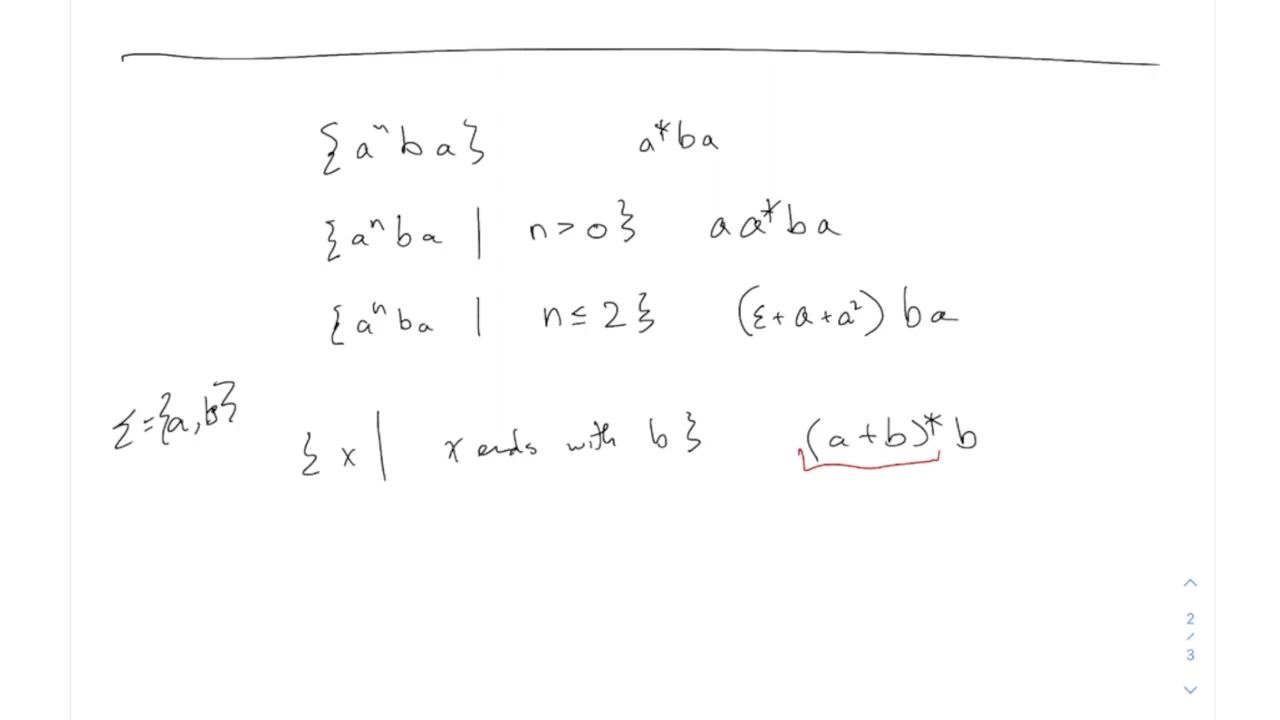 {aⁿba} a*ba
{aⁿba | n>0} aa*ba
{aⁿba | n≤2} (ε+a+a²)ba
Σ={a,b}
{x | x ends with b} (a+b)*b
2
/
3